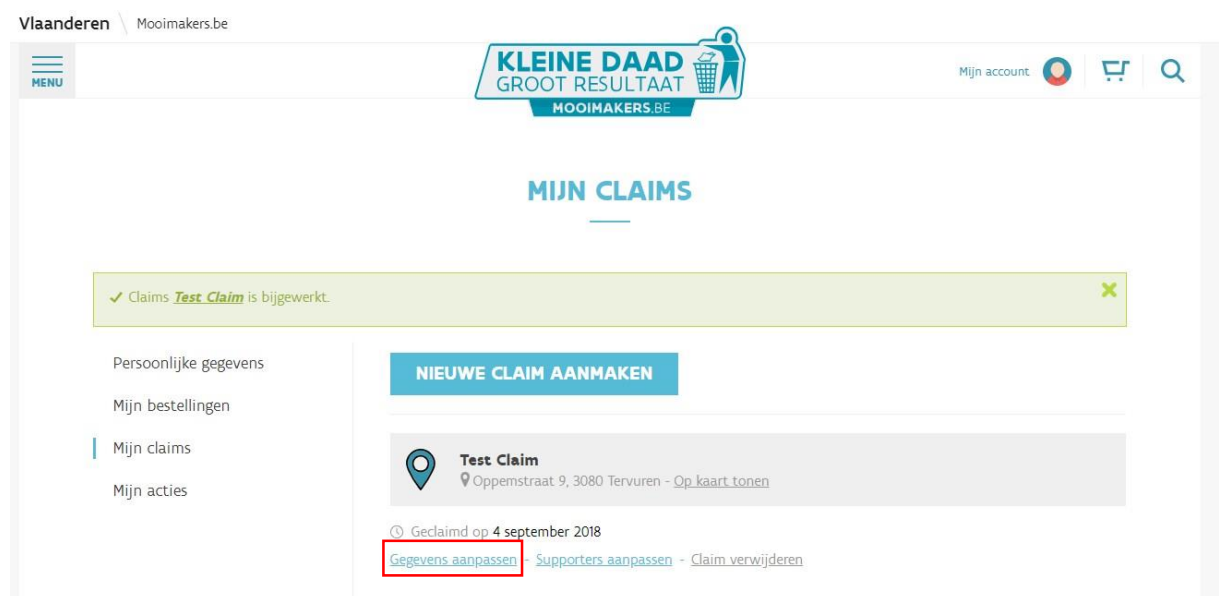 Vlaanderen \ Mooimakers.be
MENU
KLEINE DAAD
GROOT RESULTAAT
MOOIMAKERS.BE
Mijn account
MIJN CLAIMS
✓ Claims Test Claim is bijgewerkt.
Persoonlijke gegevens
Mijn bestellingen
Mijn claims
Mijn acties
NIEUWE CLAIM AANMAKEN
Test Claim
Oppemstraat 9, 3080 Tervuren - Op kaart tonen
Geclaimd op 4 september 2018
Gegevens aanpassen - Supporters aanpassen - Claim verwijderen